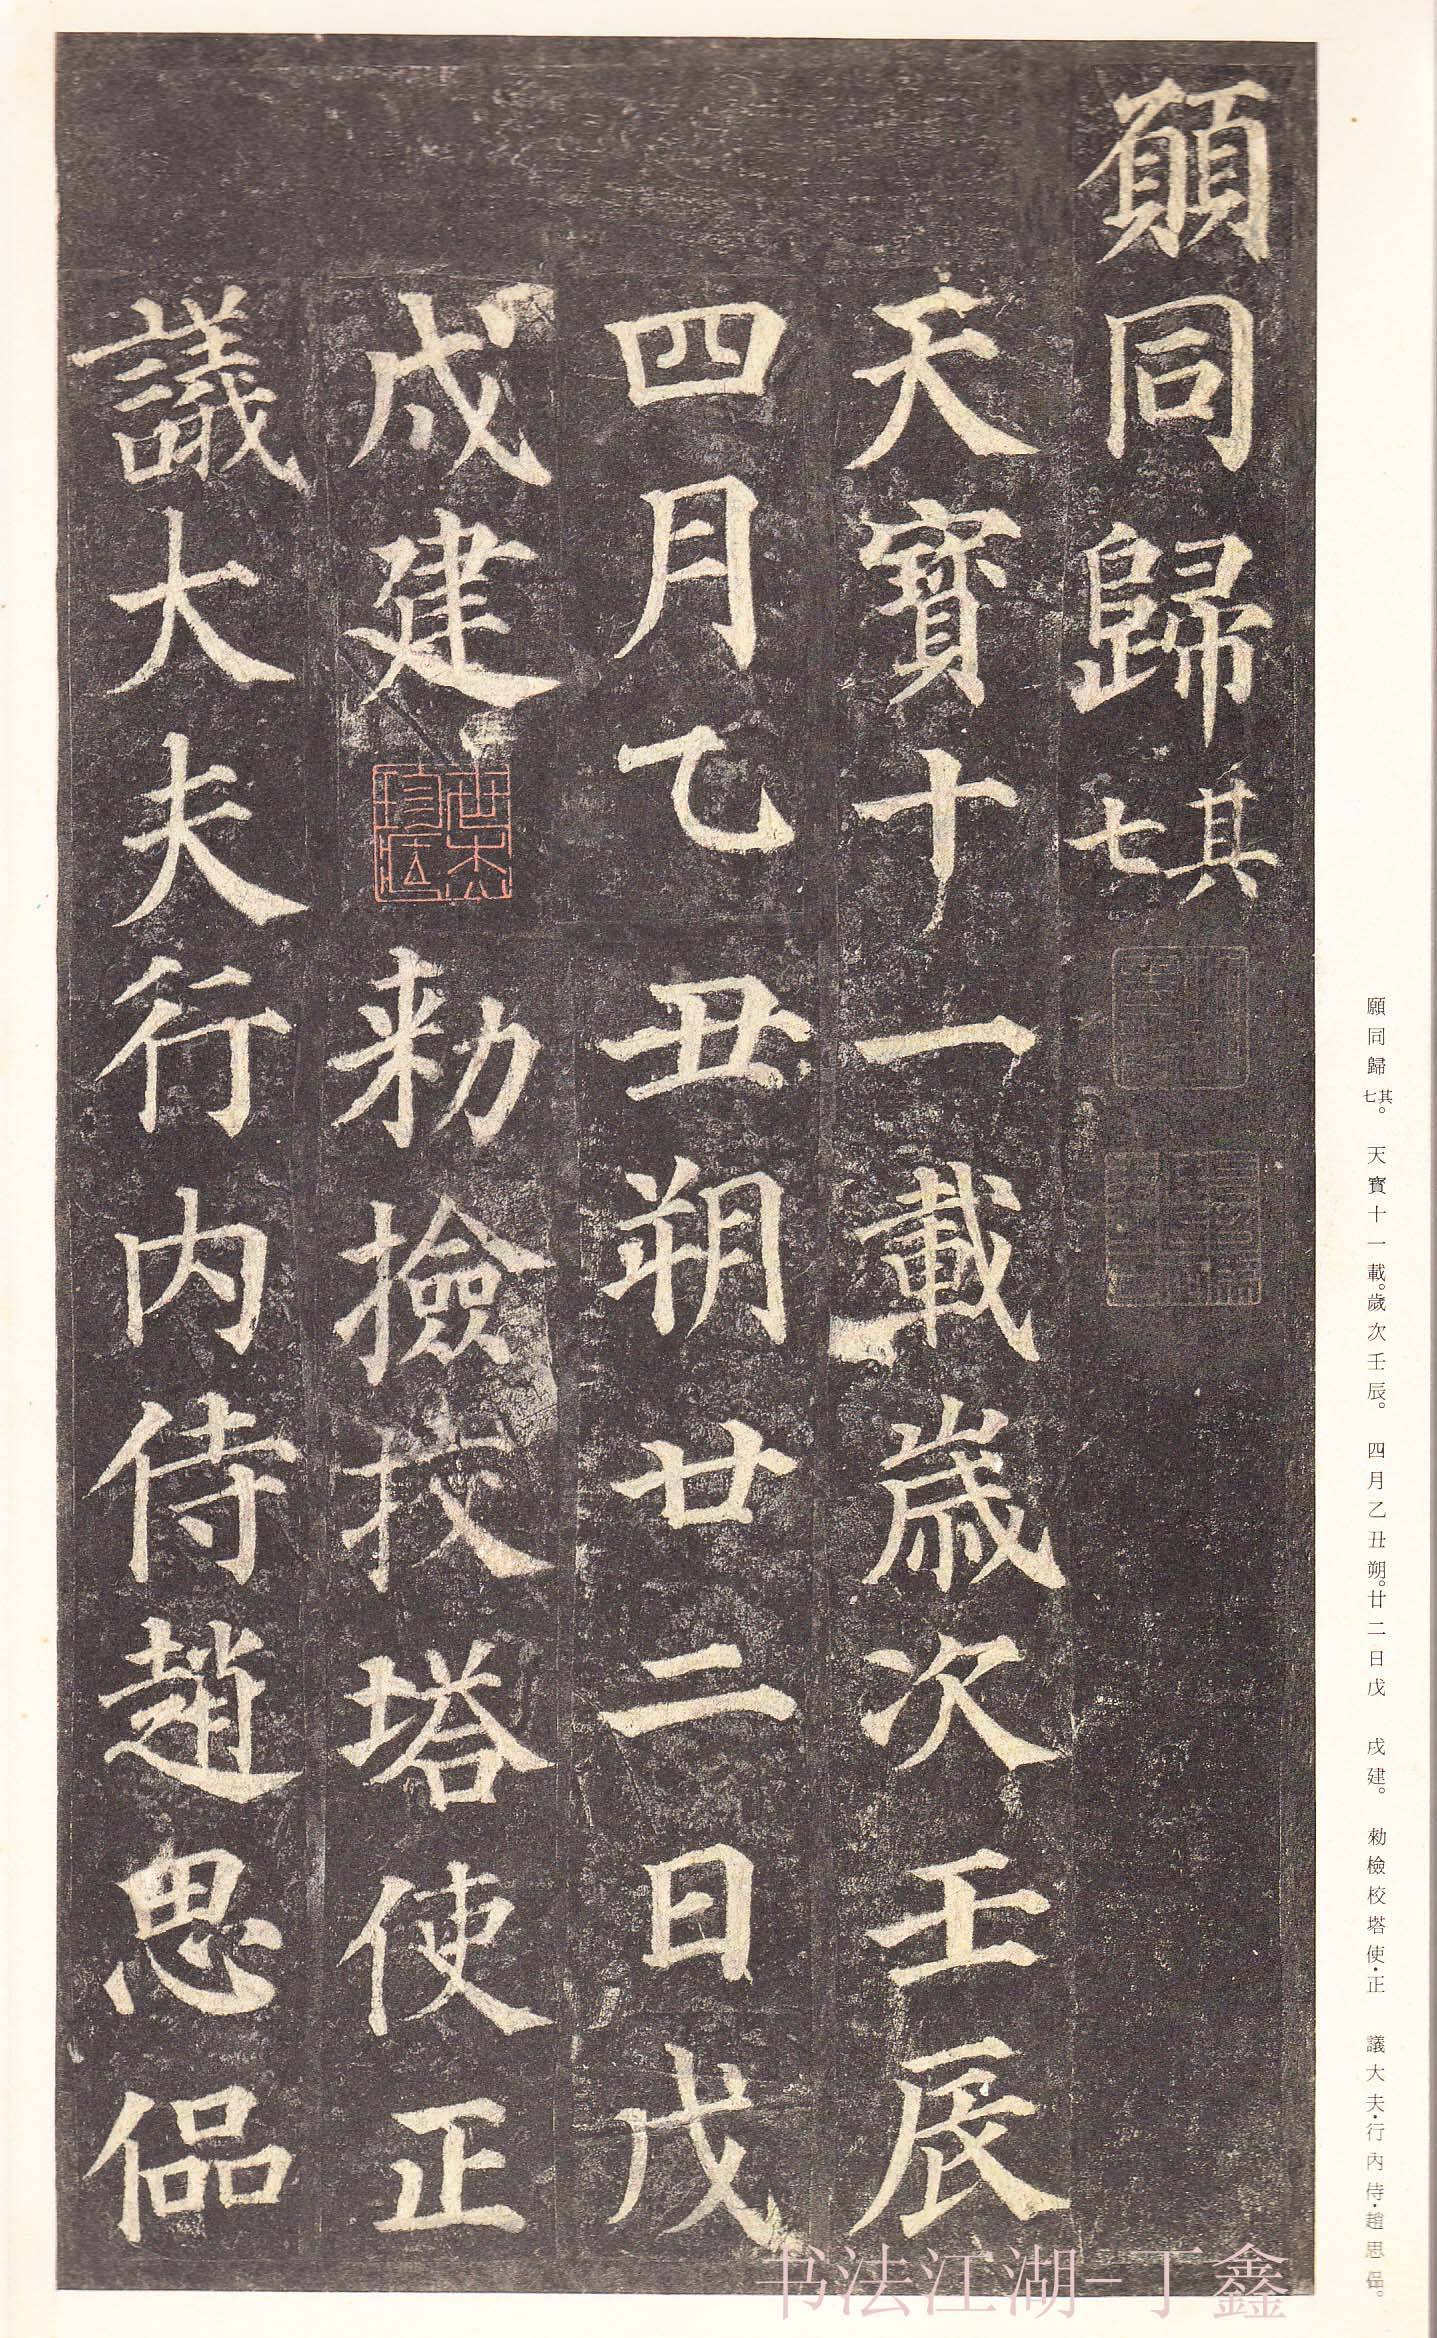 願同歸其七
天寶十一載歲次壬辰
四月乙丑朔廿二日戊
戌建 勑撿挍塔使正
議大夫行內侍趙思偘
願同歸其七。 天寶十一載。歲次壬辰。 四月乙丑朔。廿二日戊 戌建。 勑檢校塔使·正 議大夫·行內侍·趙思偘。
书法江湖-丁鑫